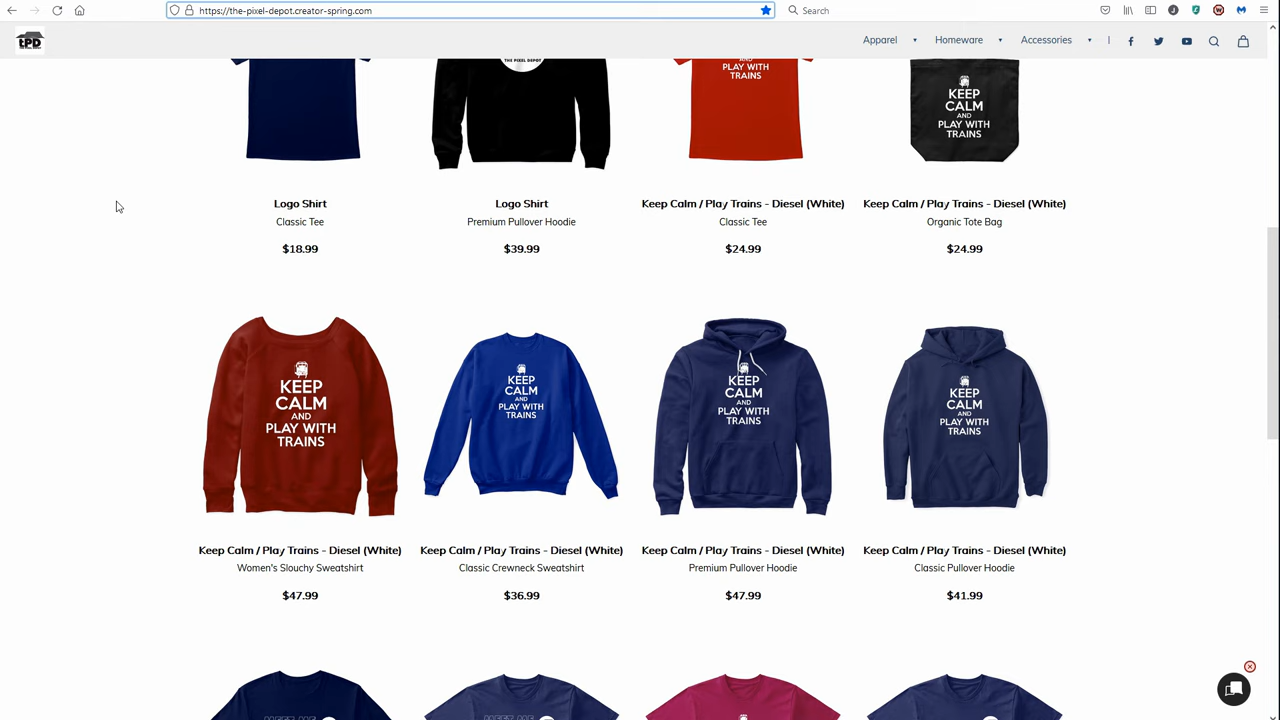 https://the-pixel-depot.creator-spring.com
Search
tPD
Apparel
Homeware
Accessories
THE PIXEL DEPOT
PLAY WITH
TRAINS
KEEP
CALM
AND
PLAY WITH
TRAINS
Logo Shirt
Classic Tee
$18.99
Logo Shirt
Premium Pullover Hoodie
$39.99
Keep Calm / Play Trains - Diesel (White)
Classic Tee
$24.99
Keep Calm / Play Trains - Diesel (White)
Organic Tote Bag
$24.99
KEEP
CALM
AND
PLAY WITH
TRAINS
KEEP
CALM
AND
PLAY WITH
TRAINS
KEEP
CALM
AND
PLAY WITH
TRAINS
KEEP
CALM
AND
PLAY WITH
TRAINS
Keep Calm / Play Trains - Diesel (White)
Women's Slouchy Sweatshirt
$47.99
Keep Calm / Play Trains - Diesel (White)
Classic Crewneck Sweatshirt
$36.99
Keep Calm / Play Trains - Diesel (White)
Premium Pullover Hoodie
$47.99
Keep Calm / Play Trains - Diesel (White)
Classic Pullover Hoodie
$41.99